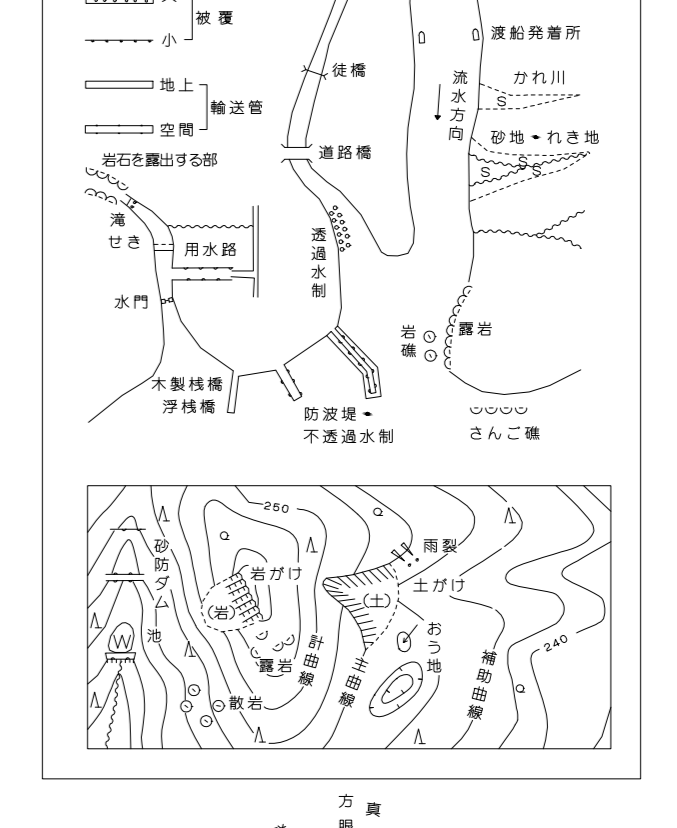 被覆
小
地上
輸送管
空間
岩石を露出する部
滝
せき
用水路
水門
木製桟橋
浮桟橋
徒橋
道路橋
透過水制
防波堤・
不透過水制
流水方向
渡船発着所
かれ川
S
砂地・れき地
S
S
S
岩礁
露岩
さんご礁
250
砂防ダム
池
W
岩がけ
(岩)
露岩
散岩
計曲線
主曲線
雨裂
土がけ
(土)
おう地
補助曲線
240
方眼
真